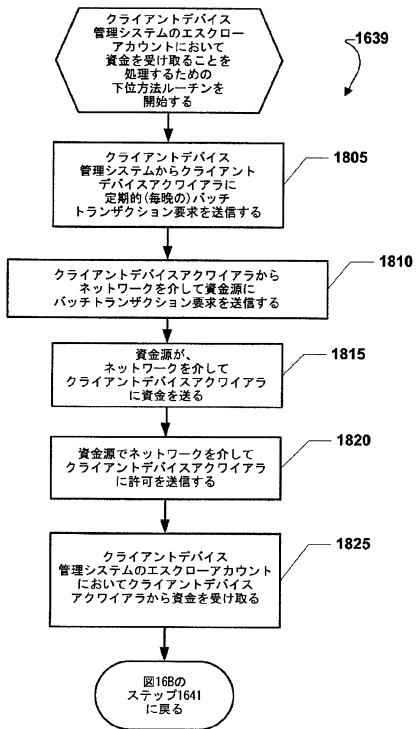 クライアントデバイス
管理システムのエスクロー
アカウントにおいて
資金を受け取ることを
処理するための
下位方法ルーチンを
開始する
1639
クライアントデバイス
管理システムからクライアント
デバイスアクワイアラに
定期的(毎晩の)バッチ
トランザクション要求を送信する
1805
クライアントデバイスアクワイアラから
ネットワークを介して資金源に
バッチトランザクション要求を送信する
1810
資金源が、
ネットワークを介して
クライアントデバイスアクワイアラ
に資金を送る
1815
資金源でネットワークを介して
クライアントデバイスアクワイアラ
に許可を送信する
1820
クライアントデバイス
管理システムのエスクローアカウント
においてクライアントデバイス
アクワイアラから資金を受け取る
1825
図16Bの
ステップ1641
に戻る